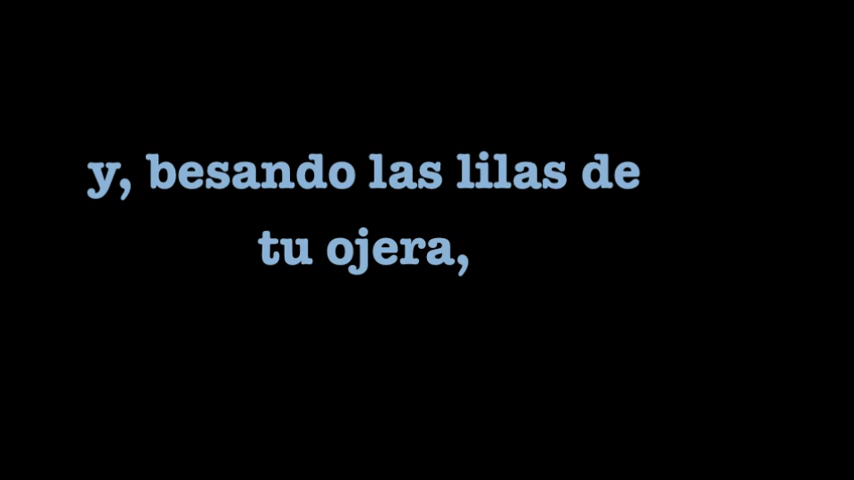 y, besando las lilas de
tu ojera,